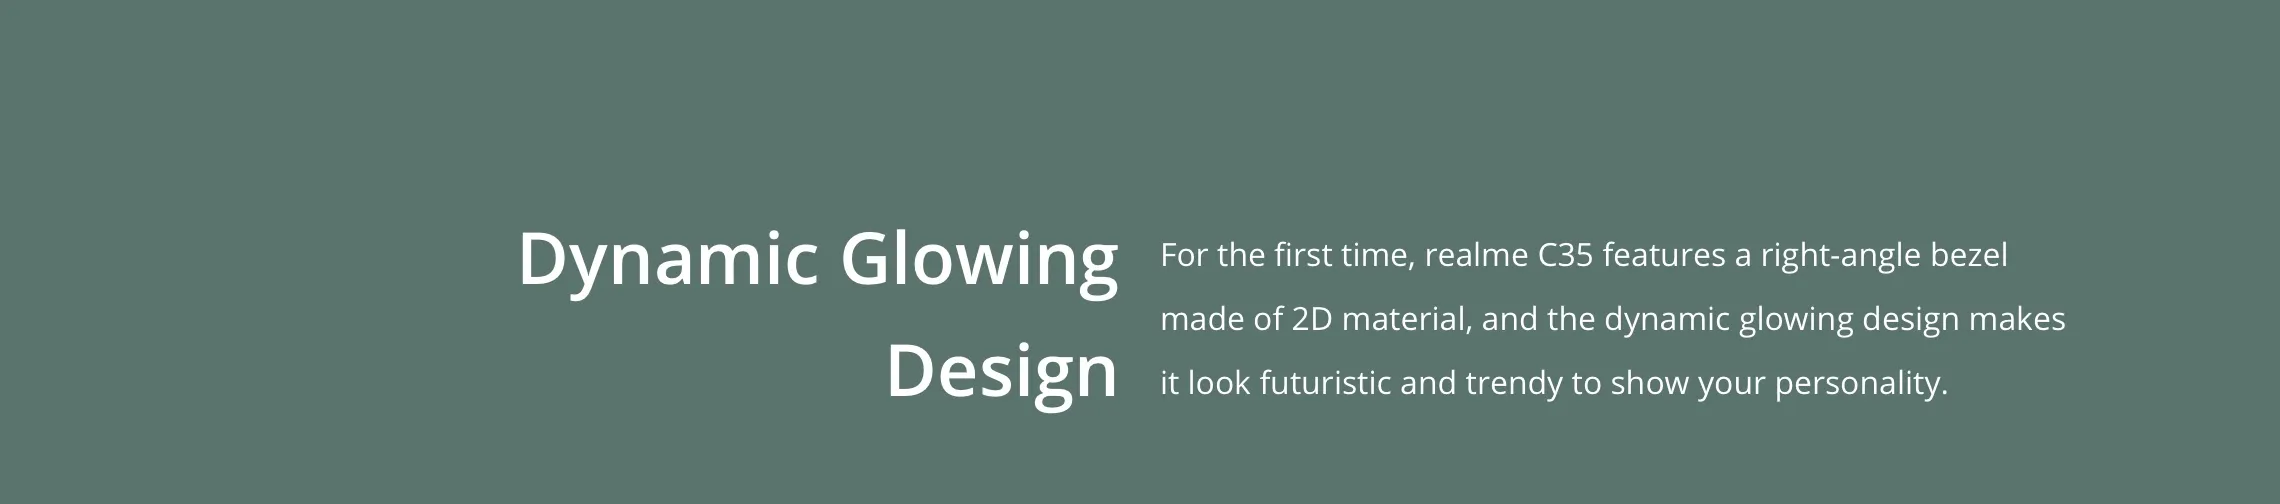 Dynamic Glowing
Design
For the first time, realme C35 features a right-angle bezel
made of 2D material, and the dynamic glowing design makes
it look futuristic and trendy to show your personality.